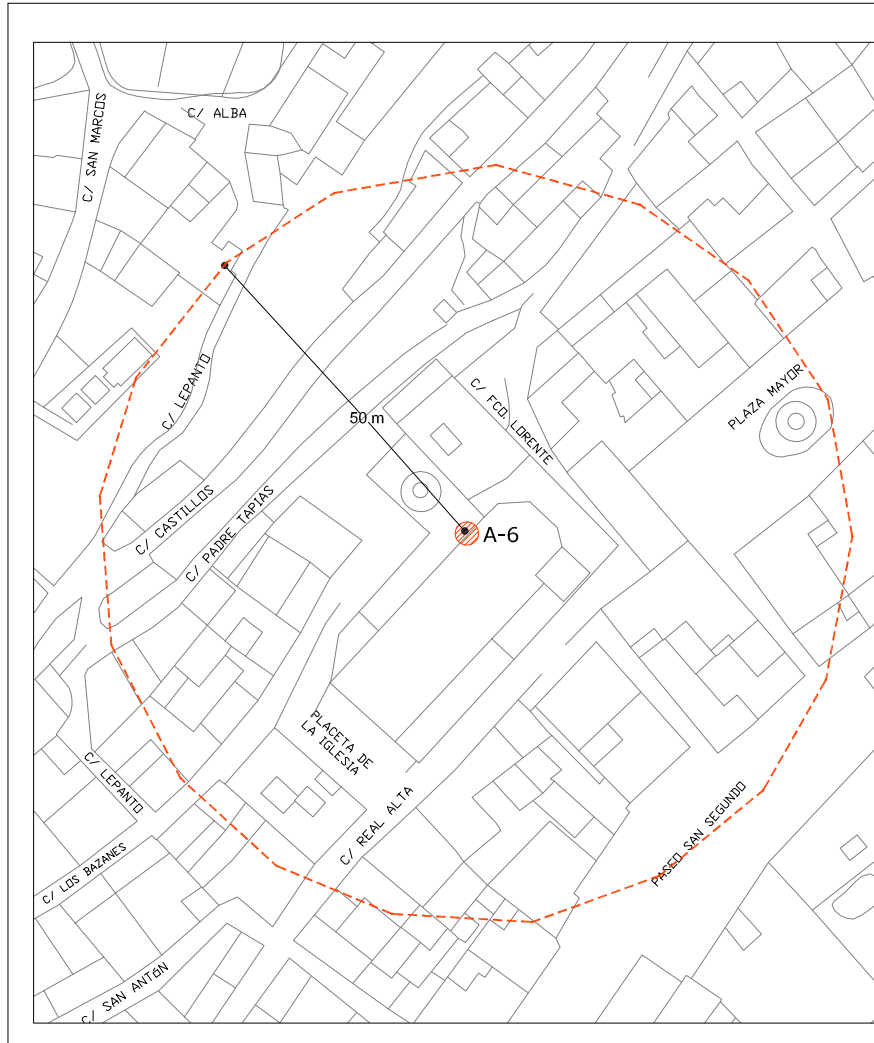 C/ ALBA
C/ SAN MARCOS
C/ LEPANTO
50 m
C/ FCO. LORENTE
PLAZA MAYOR
C/ CASTILLOS
C/ PADRE TAPIAS
A-6
PLACETA DE
LA IGLESIA
C/ LEPANTO
C/ REAL ALTA
PASEO SAN SEGUNDO
C/ LOS BAZANES
C/ SAN ANTÓN